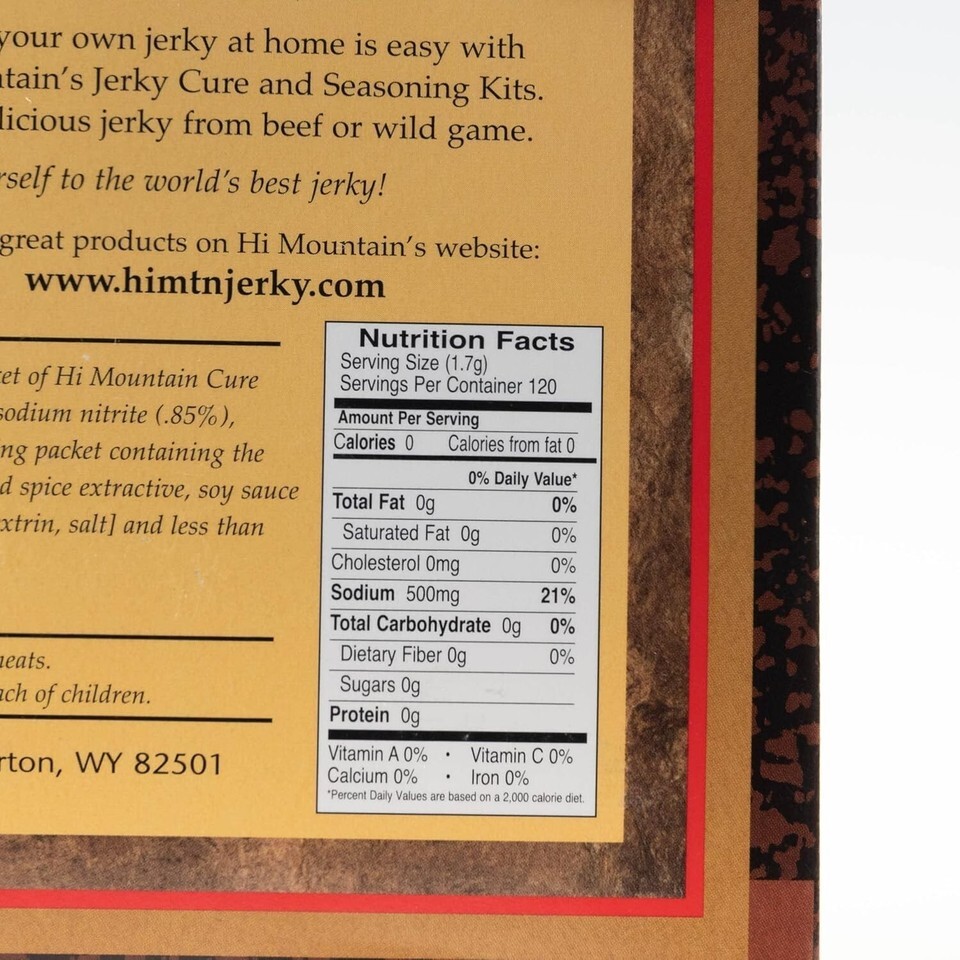 your own jerky at home is easy with
ntain's Jerky Cure and Seasoning Kits.
licious jerky from beef or wild game.
rself to the world's best jerky!
great products on Hi Mountain's website:
www.himtnjerky.com
et of Hi Mountain Cure
sodium nitrite (.85%),
ng packet containing the
d spice extractive, soy sauce
xtrin, salt] and less than
neats.
ach of children.
rton, WY 82501
Nutrition Facts
Serving Size (1.7g)
Servings Per Container 120
Amount Per Serving
Calories 0 Calories from fat 0
0% Daily Value*
Total Fat 0g 0%
Saturated Fat 0g 0%
Cholesterol 0mg 0%
Sodium 500mg 21%
Total Carbohydrate 0g 0%
Dietary Fiber 0g 0%
Sugars 0g
Protein 0g
Vitamin A 0% • Vitamin C 0%
Calcium 0% • Iron 0%
*Percent Daily Values are based on a 2,000 calorie diet.